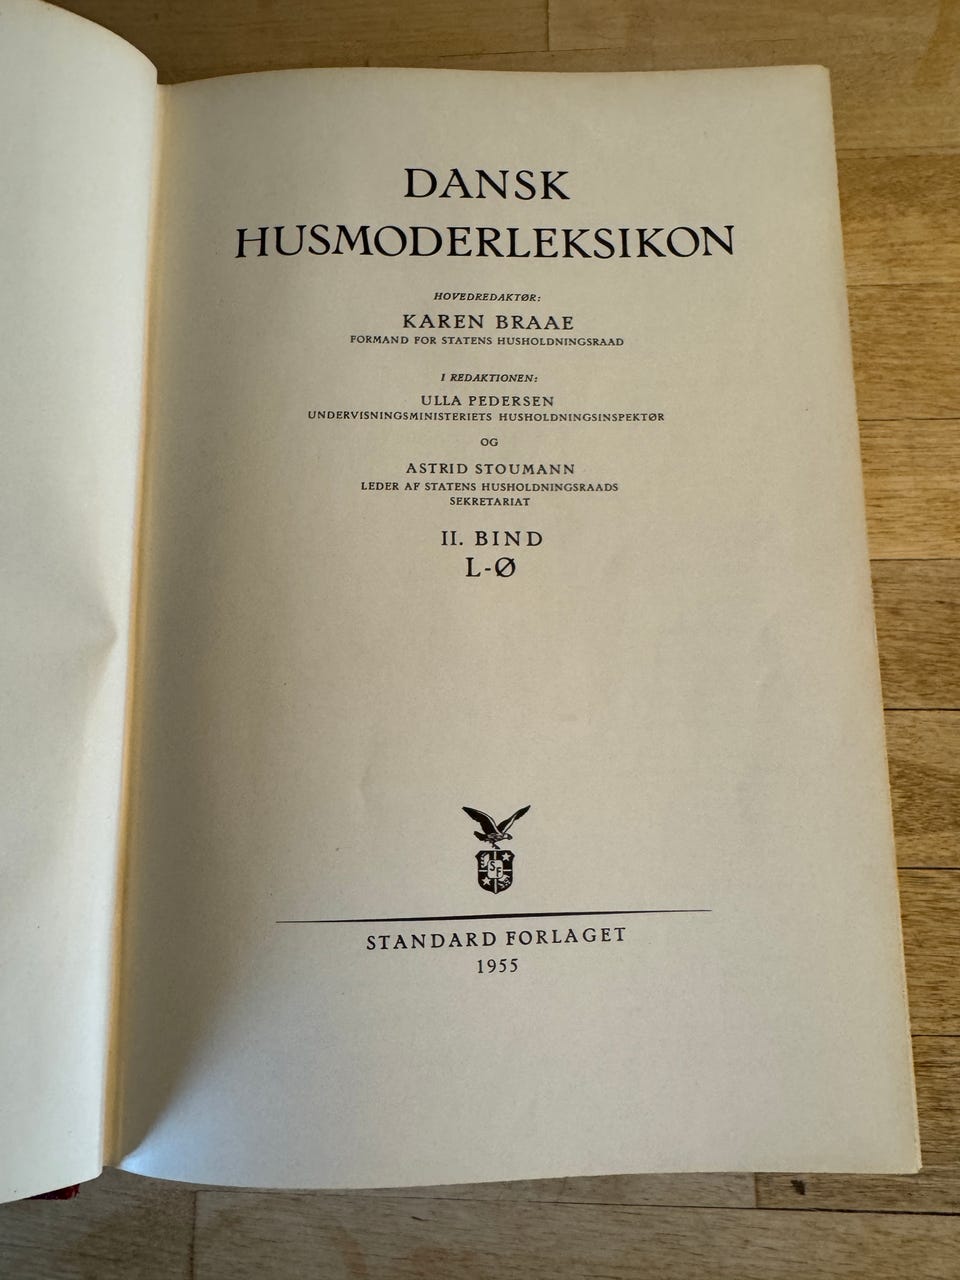 DANSK
HUSMODERLEKSIKON
HOVEDREDAKTØR:
KAREN BRAAE
FORMAND FOR STATENS HUSHOLDNINGSRAAD
I REDAKTIONEN:
ULLA PEDERSEN
UNDERVISNINGSMINISTERIETS HUSHOLDNINGSINSPEKTØR
OG
ASTRID STOUMANN
LEDER AF STATENS HUSHOLDNINGSRAADS
SEKRETARIAT
II. BIND
L-Ø
SF
STANDARD FORLAGET
1955